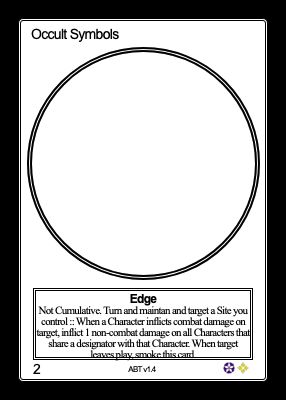 Occult Symbols
Edge
Not Cumulative. Turn and maintan and target a Site you
control :: When a Character inflicts combat damage on
target, inflict 1 non-combat damage on all Characters that
share a designator with that Character. When target
leaves play, smoke this card.
2
ABT v1.4